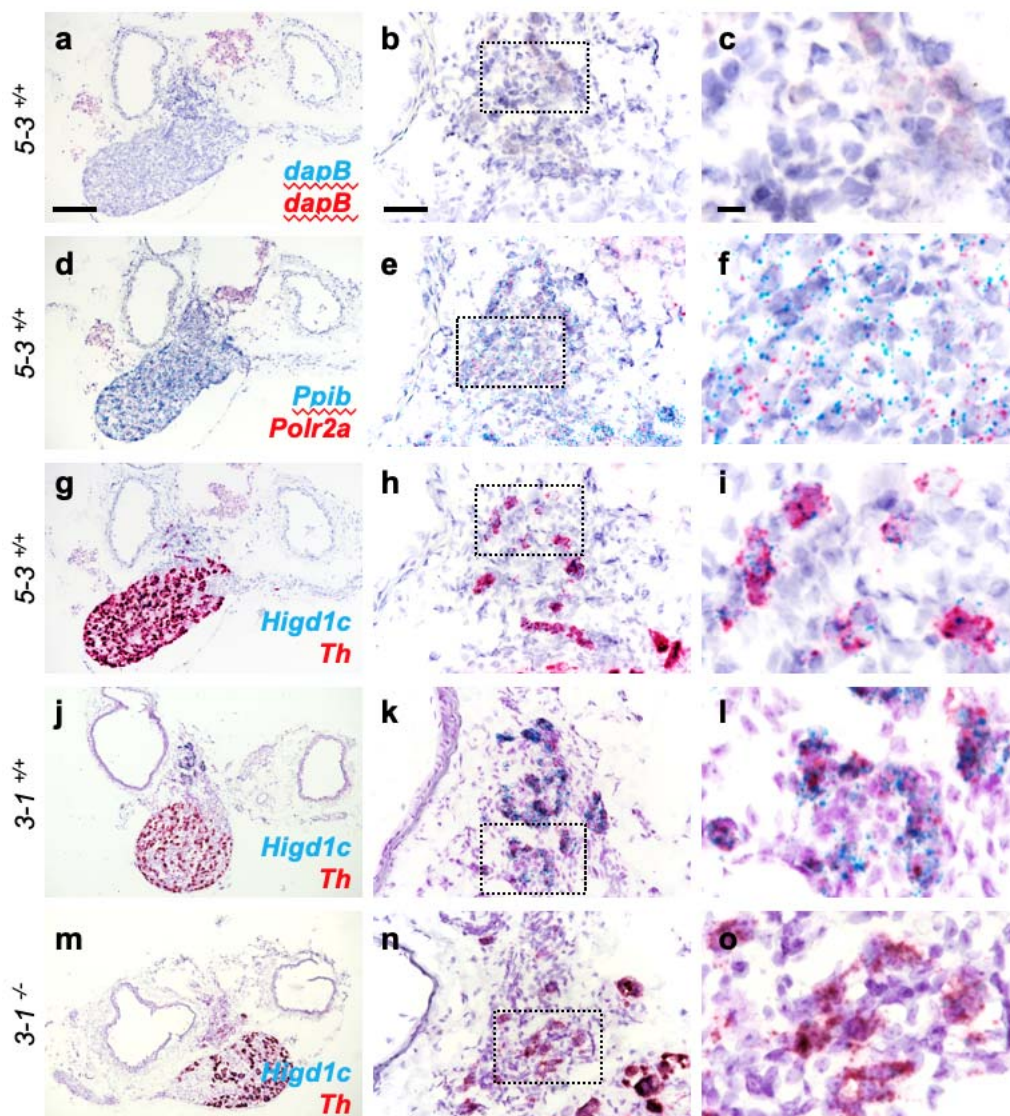 a
b
c
5-3 +/+
dapB
dapB
d
e
f
5-3 +/+
Ppib
Polr2a
g
h
i
5-3 +/+
Higd1c
Th
j
k
l
3-1 +/+
Higd1c
Th
m
n
o
3-1 -/-
Higd1c
Th